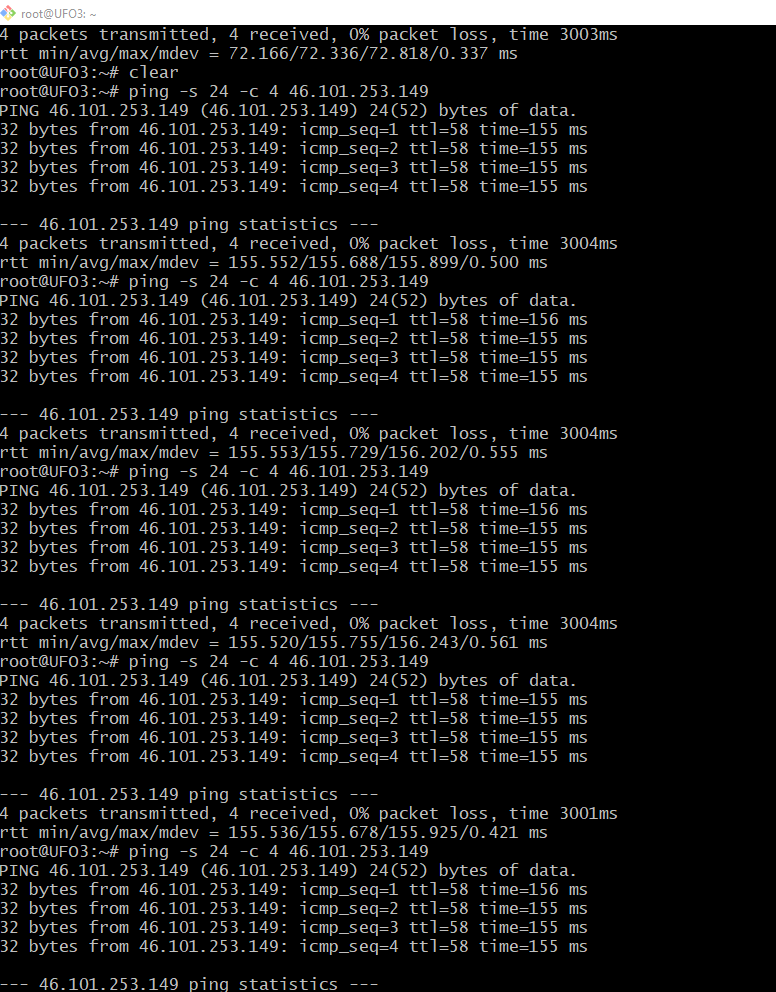 root@UFO3: ~
4 packets transmitted, 4 received, 0% packet loss, time 3003ms
rtt min/avg/max/mdev = 72.166/72.336/72.818/0.337 ms
root@UFO3:~# clear
root@UFO3:~# ping -s 24 -c 4 46.101.253.149
PING 46.101.253.149 (46.101.253.149) 24(52) bytes of data.
32 bytes from 46.101.253.149: icmp_seq=1 ttl=58 time=155 ms
32 bytes from 46.101.253.149: icmp_seq=2 ttl=58 time=155 ms
32 bytes from 46.101.253.149: icmp_seq=3 ttl=58 time=155 ms
32 bytes from 46.101.253.149: icmp_seq=4 ttl=58 time=155 ms
--- 46.101.253.149 ping statistics ---
4 packets transmitted, 4 received, 0% packet loss, time 3004ms
rtt min/avg/max/mdev = 155.552/155.688/155.899/0.500 ms
root@UFO3:~# ping -s 24 -c 4 46.101.253.149
PING 46.101.253.149 (46.101.253.149) 24(52) bytes of data.
32 bytes from 46.101.253.149: icmp_seq=1 ttl=58 time=156 ms
32 bytes from 46.101.253.149: icmp_seq=2 ttl=58 time=155 ms
32 bytes from 46.101.253.149: icmp_seq=3 ttl=58 time=155 ms
32 bytes from 46.101.253.149: icmp_seq=4 ttl=58 time=155 ms
--- 46.101.253.149 ping statistics ---
4 packets transmitted, 4 received, 0% packet loss, time 3004ms
rtt min/avg/max/mdev = 155.553/155.729/156.202/0.555 ms
root@UFO3:~# ping -s 24 -c 4 46.101.253.149
PING 46.101.253.149 (46.101.253.149) 24(52) bytes of data.
32 bytes from 46.101.253.149: icmp_seq=1 ttl=58 time=156 ms
32 bytes from 46.101.253.149: icmp_seq=2 ttl=58 time=155 ms
32 bytes from 46.101.253.149: icmp_seq=3 ttl=58 time=155 ms
32 bytes from 46.101.253.149: icmp_seq=4 ttl=58 time=155 ms
--- 46.101.253.149 ping statistics ---
4 packets transmitted, 4 received, 0% packet loss, time 3004ms
rtt min/avg/max/mdev = 155.520/155.755/156.243/0.561 ms
root@UFO3:~# ping -s 24 -c 4 46.101.253.149
PING 46.101.253.149 (46.101.253.149) 24(52) bytes of data.
32 bytes from 46.101.253.149: icmp_seq=1 ttl=58 time=155 ms
32 bytes from 46.101.253.149: icmp_seq=2 ttl=58 time=155 ms
32 bytes from 46.101.253.149: icmp_seq=3 ttl=58 time=155 ms
32 bytes from 46.101.253.149: icmp_seq=4 ttl=58 time=155 ms
--- 46.101.253.149 ping statistics ---
4 packets transmitted, 4 received, 0% packet loss, time 3001ms
rtt min/avg/max/mdev = 155.536/155.678/155.925/0.421 ms
root@UFO3:~# ping -s 24 -c 4 46.101.253.149
PING 46.101.253.149 (46.101.253.149) 24(52) bytes of data.
32 bytes from 46.101.253.149: icmp_seq=1 ttl=58 time=156 ms
32 bytes from 46.101.253.149: icmp_seq=2 ttl=58 time=155 ms
32 bytes from 46.101.253.149: icmp_seq=3 ttl=58 time=155 ms
32 bytes from 46.101.253.149: icmp_seq=4 ttl=58 time=155 ms
--- 46.101.253.149 ping statistics ---